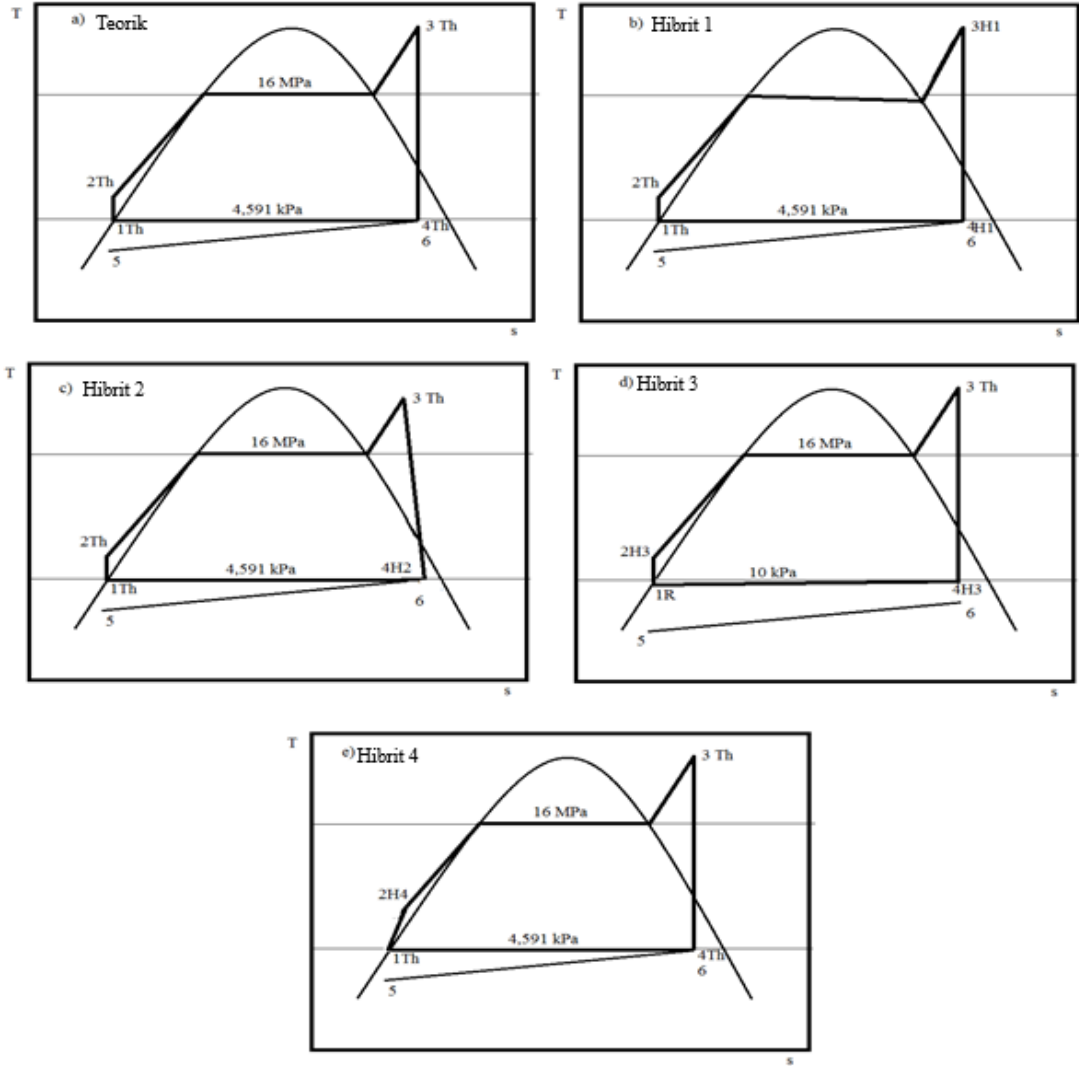 T
a) Teorik
3 Th
16 MPa
2Th
4,591 kPa
1Th
4Th
6
5
s
T
b) Hibrit 1
3H1
2Th
4,591 kPa
1Th
4H1
6
5
s
T
c) Hibrit 2
3 Th
16 MPa
2Th
4,591 kPa
4H2
1Th
6
5
s
T
d) Hibrit 3
3 Th
16 MPa
2H3
10 kPa
1R
4H3
6
5
s
T
e) Hibrit 4
3 Th
16 MPa
2H4
4,591 kPa
1Th
4Th
6
5
s